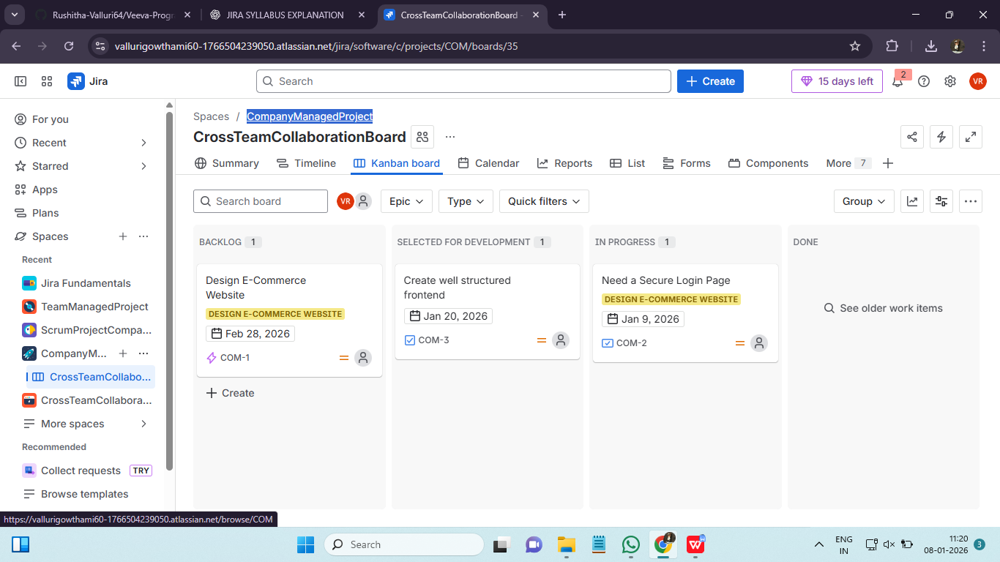 Rushitha-Valluri64/Veeva-Progr
JIRA SYLLABUS EXPLANATION
CrossTeamCollaborationBoard -
vallurigowthami60-1766504239050.atlassian.net/jira/software/c/projects/COM/boards/35
Jira
Search
Create
15 days left
2
VR
For you
Recent
Starred
Apps
Plans
Spaces
Recent
Jira Fundamentals
TeamManagedProject
ScrumProjectCompa...
CompanyM...
CrossTeamCollabo...
CrossTeamCollabora...
More spaces
Recommended
Collect requests TRY
Browse templates
Spaces / CompanyManagedProject
CrossTeamCollaborationBoard
Summary Timeline Kanban board Calendar Reports List Forms Components More 7
Search board
VR
Epic Type Quick filters Group
BACKLOG 1
Design E-Commerce
Website
DESIGN E-COMMERCE WEBSITE
Feb 28, 2026
COM-1
Create
SELECTED FOR DEVELOPMENT 1
Create well structured
frontend
Jan 20, 2026
COM-3
IN PROGRESS 1
Need a Secure Login Page
DESIGN E-COMMERCE WEBSITE
Jan 9, 2026
COM-2
DONE
See older work items
https://vallurigowthami60-1766504239050.atlassian.net/browse/COM
Search
ENG
IN
11:20
08-01-2026
3